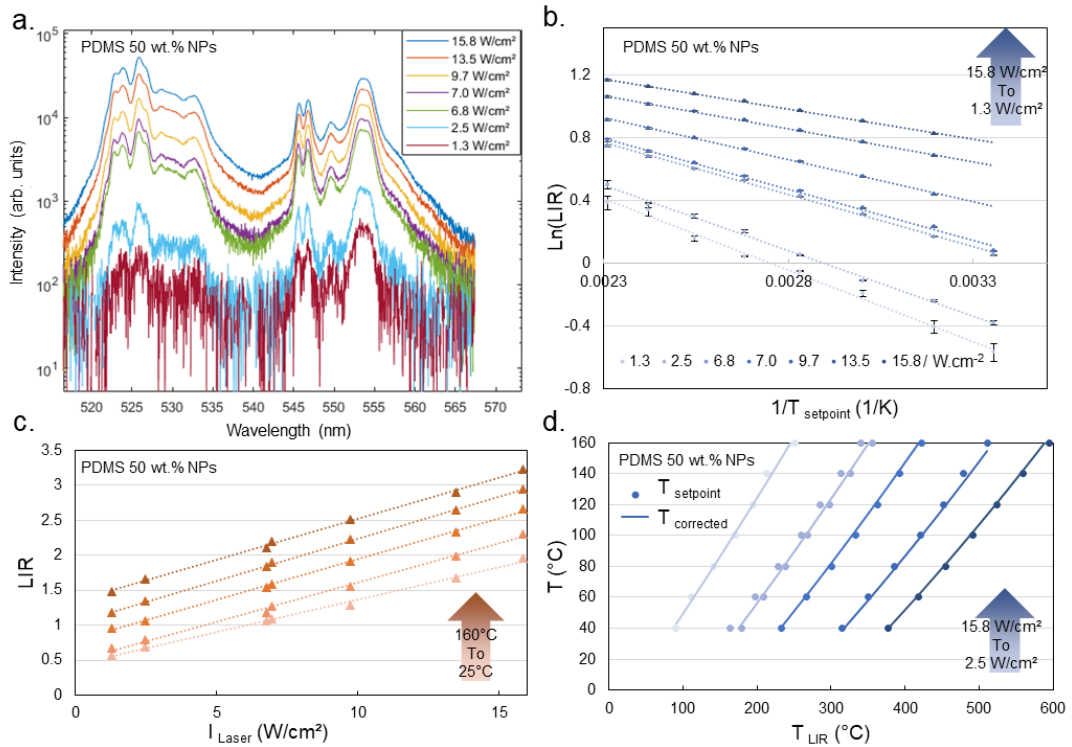 a.
PDMS 50 wt.% NPs
15.8 W/cm²
13.5 W/cm²
9.7 W/cm²
7.0 W/cm²
6.8 W/cm²
2.5 W/cm²
1.3 W/cm²
10⁵
10⁴
10³
10²
10¹
Intensity (arb. units)
520 525 530 535 540 545 550 555 560 565 570
Wavelength (nm)
b.
PDMS 50 wt.% NPs
15.8 W/cm²
To
1.3 W/cm²
1.2
0.8
0.4
0
-0.4
-0.8
Ln(LIR)
0.0023 0.0028 0.0033
1.3 2.5 6.8 7.0 9.7 13.5 15.8/ W.cm⁻²
1/T setpoint (1/K)
c.
PDMS 50 wt.% NPs
3.5
3
2.5
2
1.5
1
0.5
0
LIR
160°C
To
25°C
0 5 10 15
I Laser (W/cm²)
d.
PDMS 50 wt.% NPs
T setpoint
T corrected
160
140
120
100
80
60
40
20
0
T (°C)
15.8 W/cm²
To
2.5 W/cm²
0 100 200 300 400 500 600
T LIR (°C)